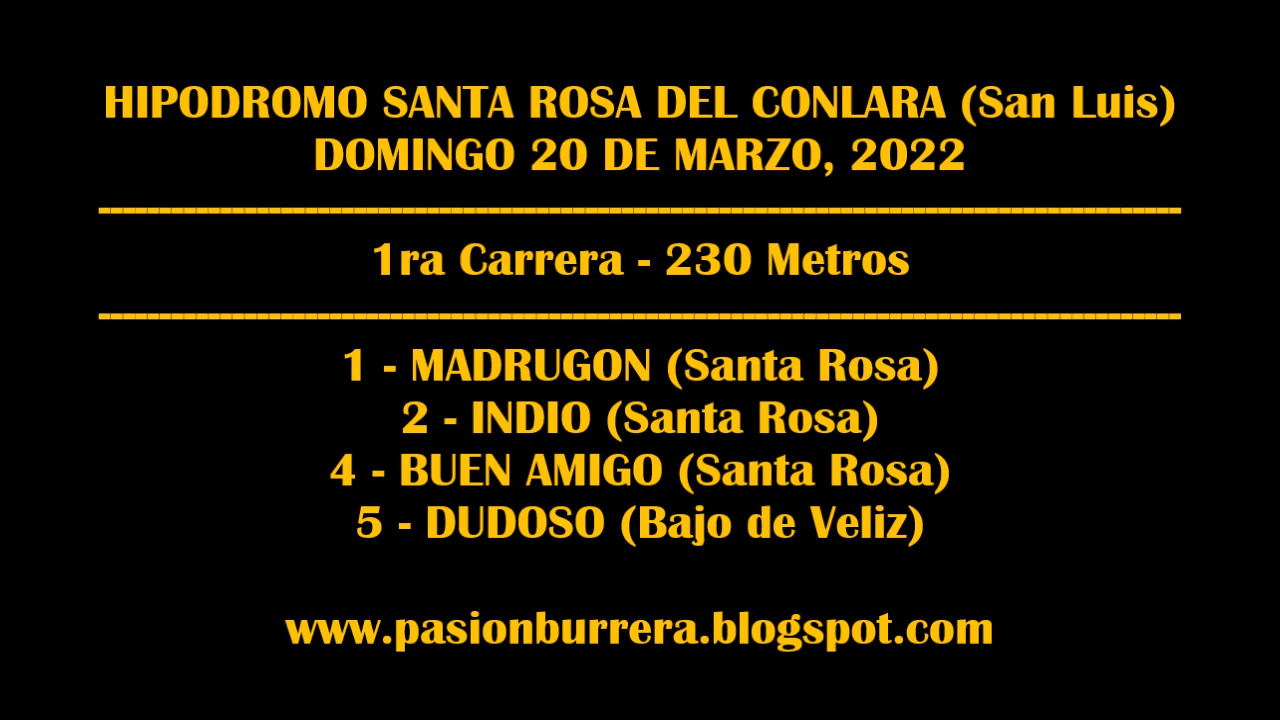 HIPODROMO SANTA ROSA DEL CONLARA (San Luis)
DOMINGO 20 DE MARZO, 2022
1ra Carrera - 230 Metros
1 - MADRUGON (Santa Rosa)
2 - INDIO (Santa Rosa)
4 - BUEN AMIGO (Santa Rosa)
5 - DUDOSO (Bajo de Veliz)
www.pasionburrera.blogspot.com